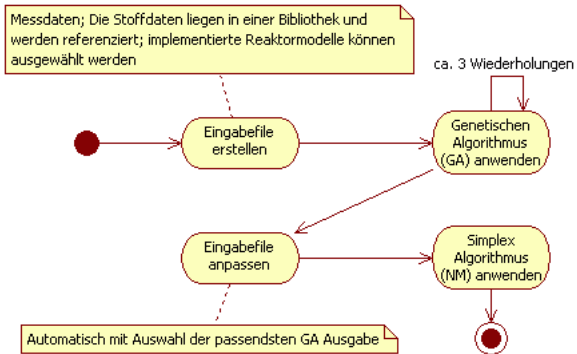 Messdaten; Die Stoffdaten liegen in einer Bibliothek und
werden referenziert; implementierte Reaktormodelle können
ausgewählt werden
ca. 3 Wiederholungen
Eingabefile
erstellen
Genetischen
Algorithmus
(GA) anwenden
Eingabefile
anpassen
Simplex
Algorithmus
(NM) anwenden
Automatisch mit Auswahl der passendsten GA Ausgabe